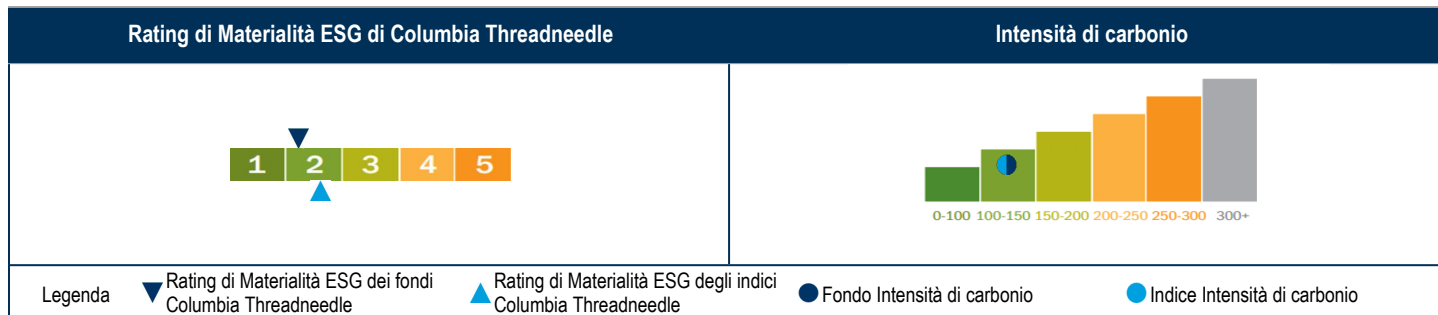 Rating di Materialità ESG di Columbia Threadneedle
Intensità di carbonio
1 2 3 4 5
0-100 100-150 150-200 200-250 250-300 300+
Legenda
Rating di Materialità ESG dei fondi
Columbia Threadneedle
Rating di Materialità ESG degli indici
Columbia Threadneedle
Fondo Intensità di carbonio
Indice Intensità di carbonio